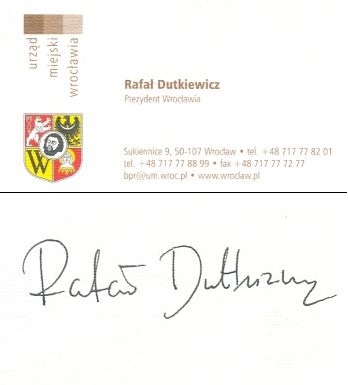 urząd
miejski
wrocławia
Rafał Dutkiewicz
Prezydent Wrocławia
Sukiennice 9, 50-107 Wrocław • tel. +48 717 77 82 01
tel. +48 717 77 88 99 • fax +48 717 77 72 77
bpr@um.wroc.pl • www.wroclaw.pl
W
Rafał Dutkiewicz